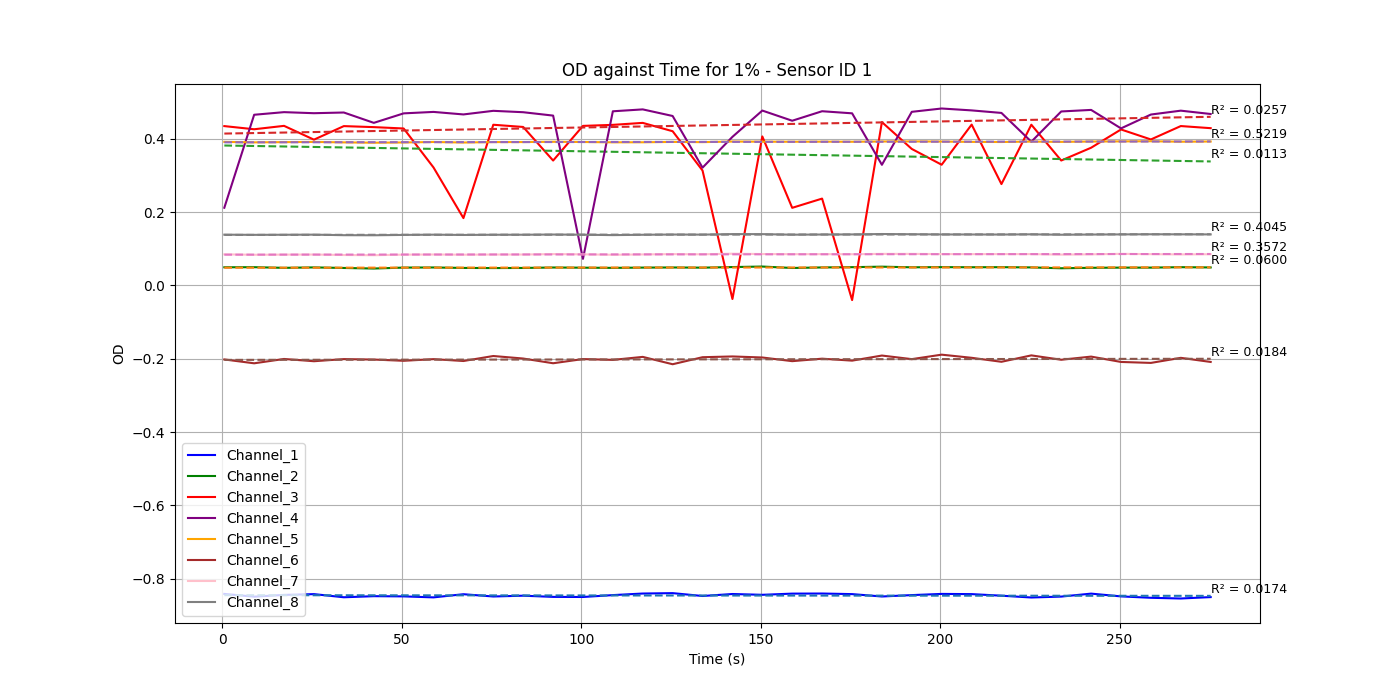 OD against Time for 1% - Sensor ID 1
R² = 0.0257
0.4
R² = 0.5219
R² = 0.0113
0.2
R² = 0.4045
R² = 0.3572
R² = 0.0600
0.0
OD
−0.2
R² = 0.0184
−0.4
−0.6
−0.8
R² = 0.0174
Channel_1
Channel_2
Channel_3
Channel_4
Channel_5
Channel_6
Channel_7
Channel_8
0 50 100 150 200 250
Time (s)